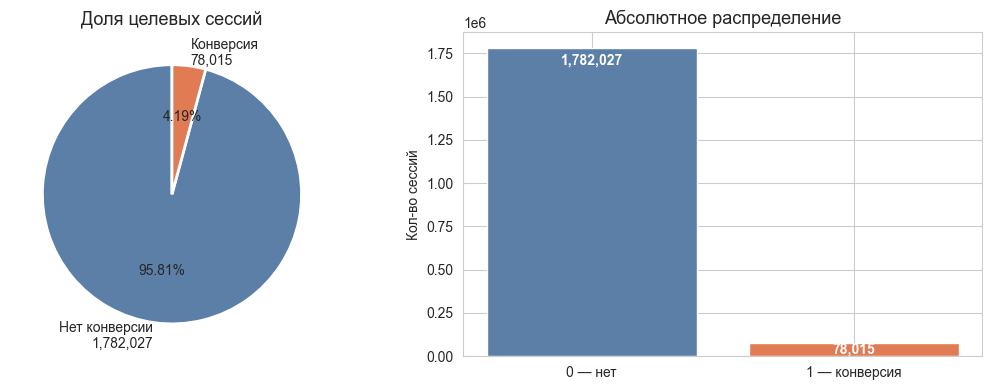 Доля целевых сессий
Конверсия
78,015
4.19%
95.81%
Нет конверсии
1,782,027
Абсолютное распределение
1e6
1.75
1.50
1.25
1.00
0.75
0.50
0.25
0.00
Кол-во сессий
1,782,027
78,015
0 — нет
1 — конверсия